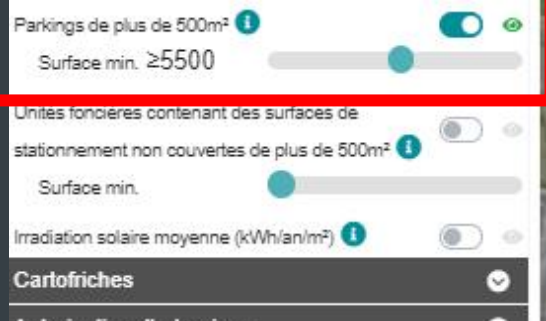 Parkings de plus de 500m² i
Surface min. ≥5500
Unités foncières contenant des surfaces de
stationnement non couvertes de plus de 500m² i
Surface min.
Irradiation solaire moyenne (kWh/an/m²) i
Cartofriches